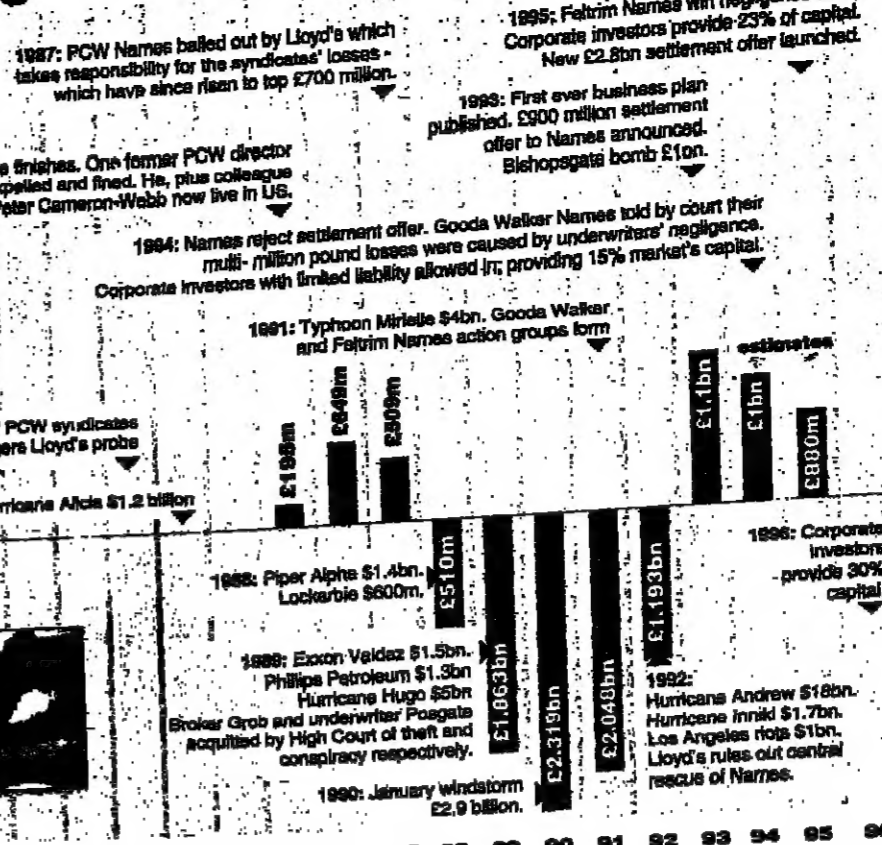 1987: PCW Names bailed out by Lloyd's which
takes responsibility for the syndicates' losses -
which have since risen to top £700 million.
1995: Feltrim Names win
Corporate investors provide 23% of capital.
New £2.8bn settlement offer launched.
1993: First ever business plan
published. £900 million settlement
offer to Names announced.
Bishopsgate bomb £1bn.
finishes. One former PCW director
and fined. He, plus colleague
Cameron-Webb now live in US.
1994: Names reject settlement offer. Gooda Walker Names told by court their
multi- million pound losses were caused by underwriters' negligence.
Corporate investors with limited liability allowed in; providing 15% market's capital.
1991: Typhoon Mirielle $4bn. Gooda Walker
and Feltrim Names action groups form
estimates
PCW syndicates
Lloyd's probe
Alicia $1.2 billion
£649m
£509m
£1.1bn
£1bn
£880m
1988: Piper Alpha $1.4bn.
Lockerbie $600m.
£510m
£1.193bn
1996: Corporate
investors
provide 30%
capital
1989: Exxon Valdez $1.5bn.
Phillips Petroleum $1.3bn
Hurricane Hugo $5bn
Broker Grob and underwriter Posgate
acquitted by High Court of theft and
conspiracy respectively.
£1.863bn
£2.319bn
£2.048bn
1992:
Hurricane Andrew $16bn.
Hurricane Inniki $1.7bn.
Los Angeles riots $1bn.
Lloyd's rules out central
rescue of Names.
1990: January windstorm
£2.9 billion.
90 91 92 93 94 95